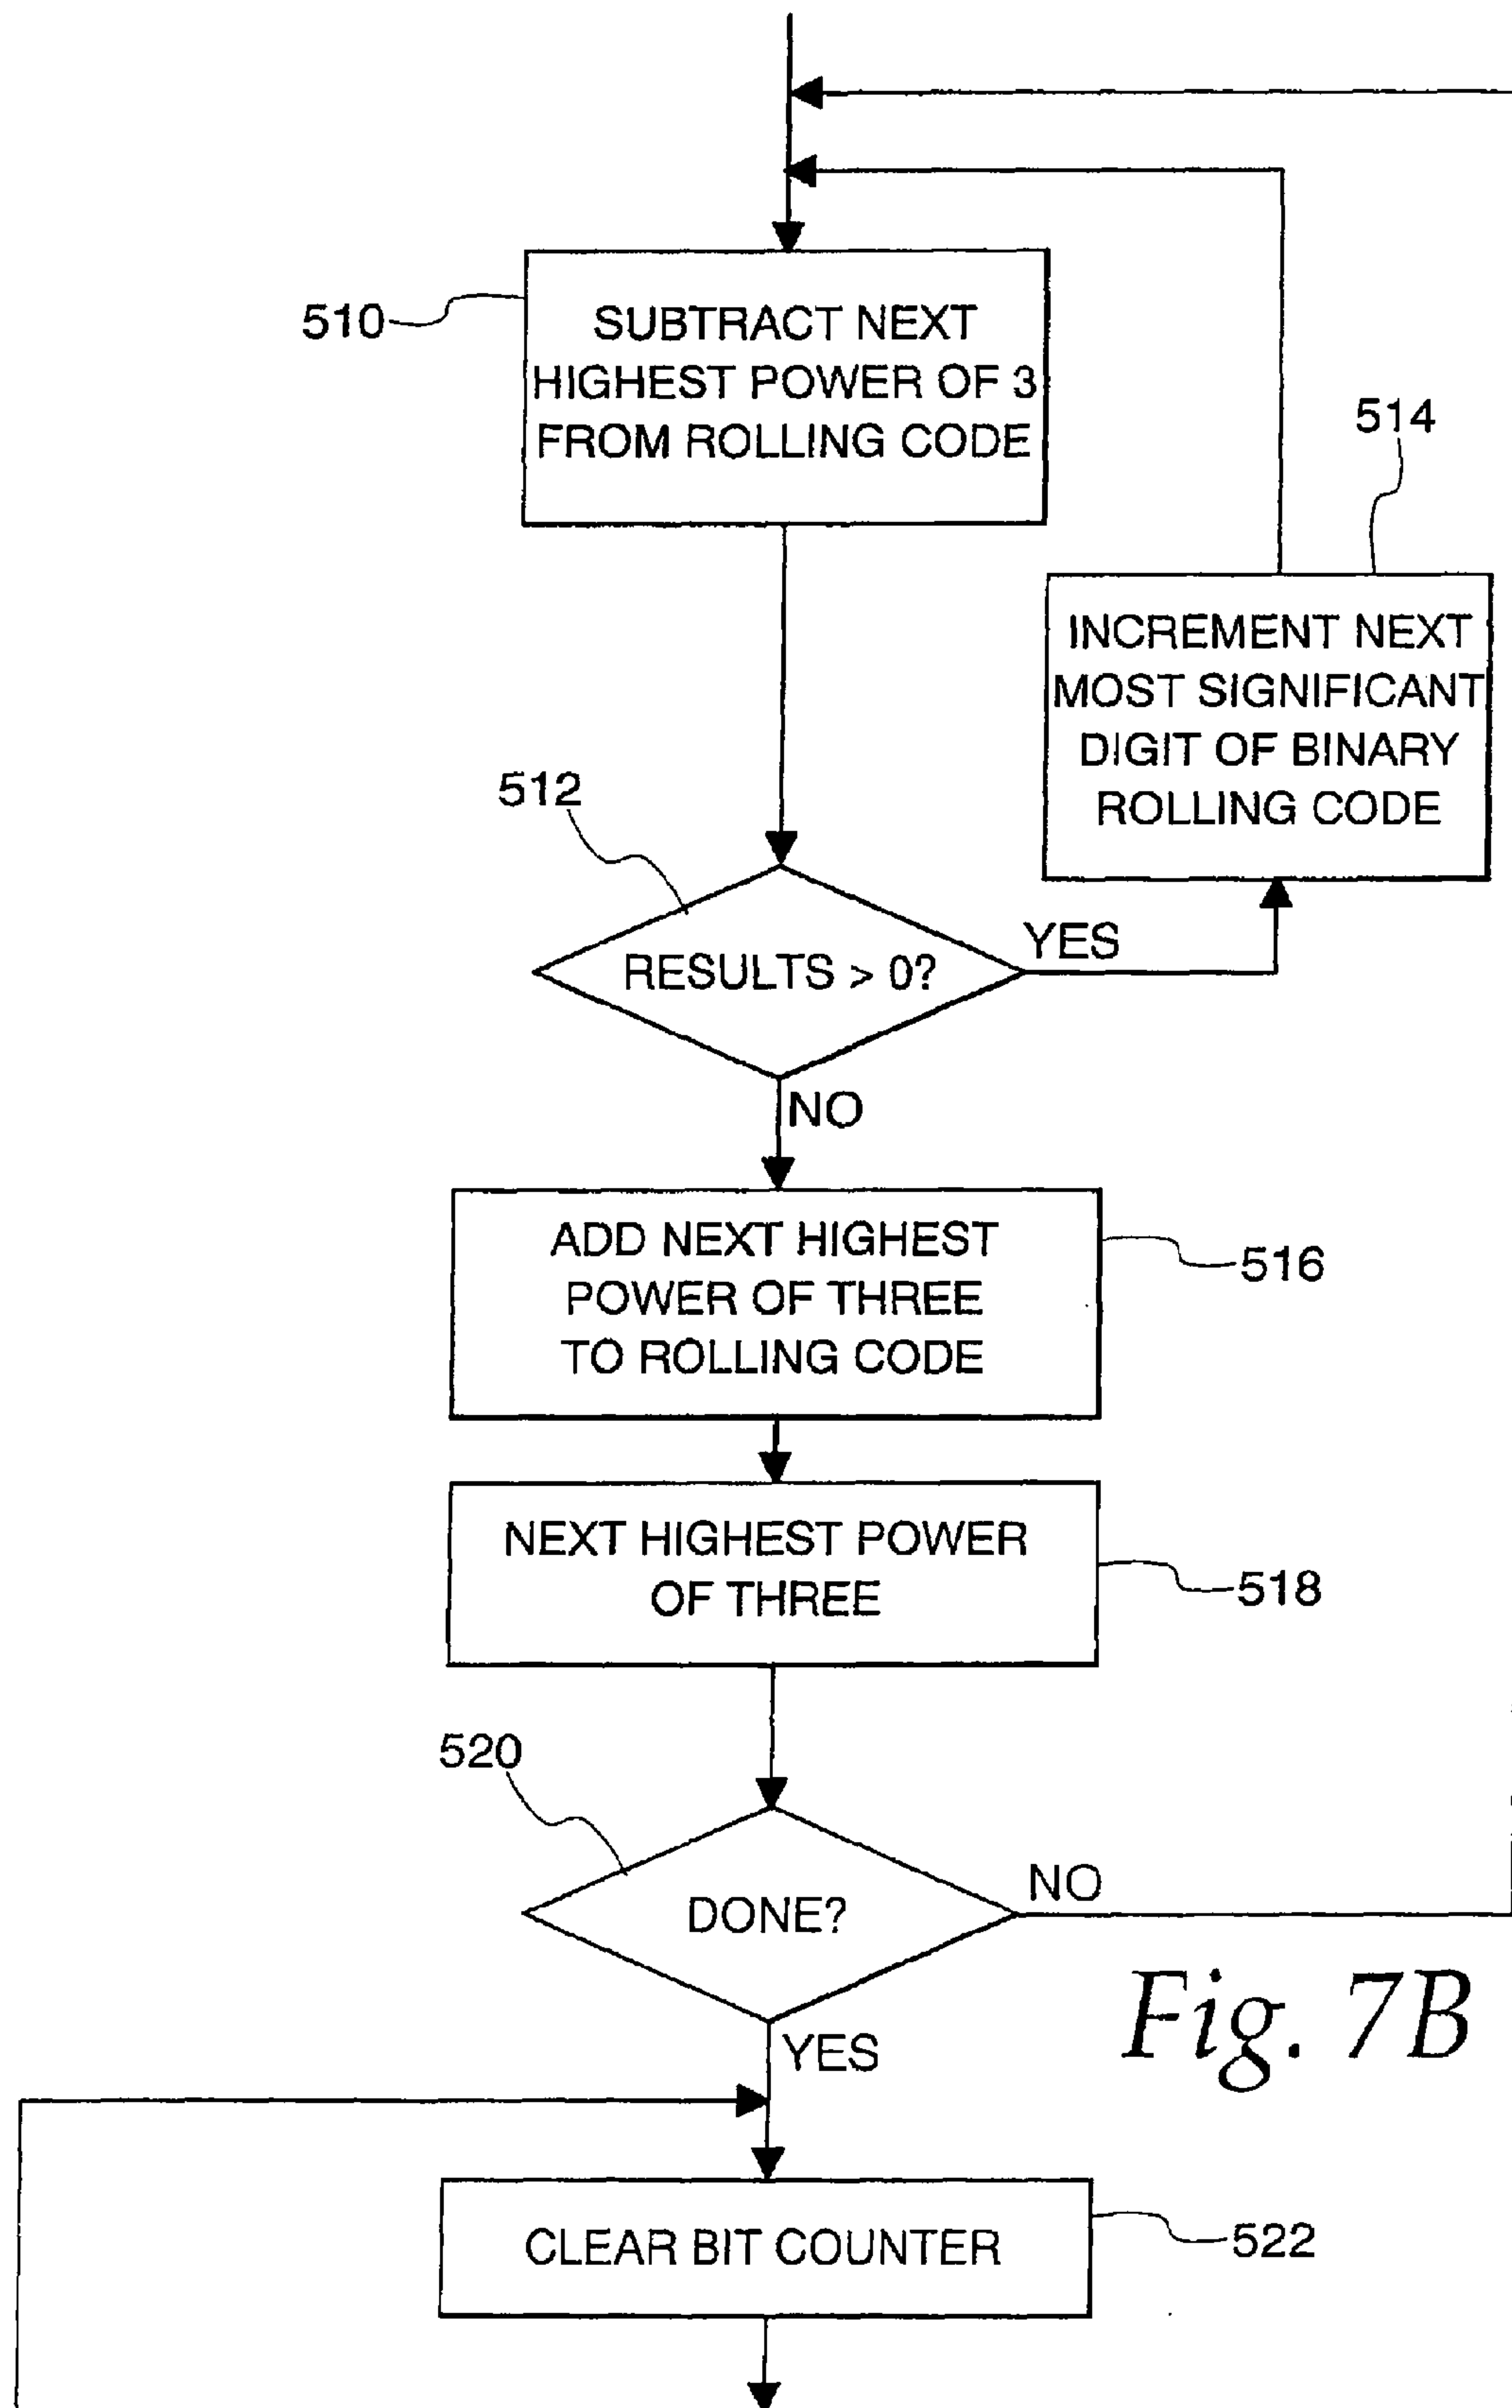 510
SUBTRACT NEXT
HIGHEST POWER OF 3
FROM ROLLING CODE
514
INCREMENT NEXT
MOST SIGNIFICANT
DIGIT OF BINARY
ROLLING CODE
512
RESULTS > 0?
YES
NO
ADD NEXT HIGHEST
POWER OF THREE
TO ROLLING CODE
516
NEXT HIGHEST POWER
OF THREE
518
520
DONE?
NO
YES
Fig. 7B
CLEAR BIT COUNTER
522